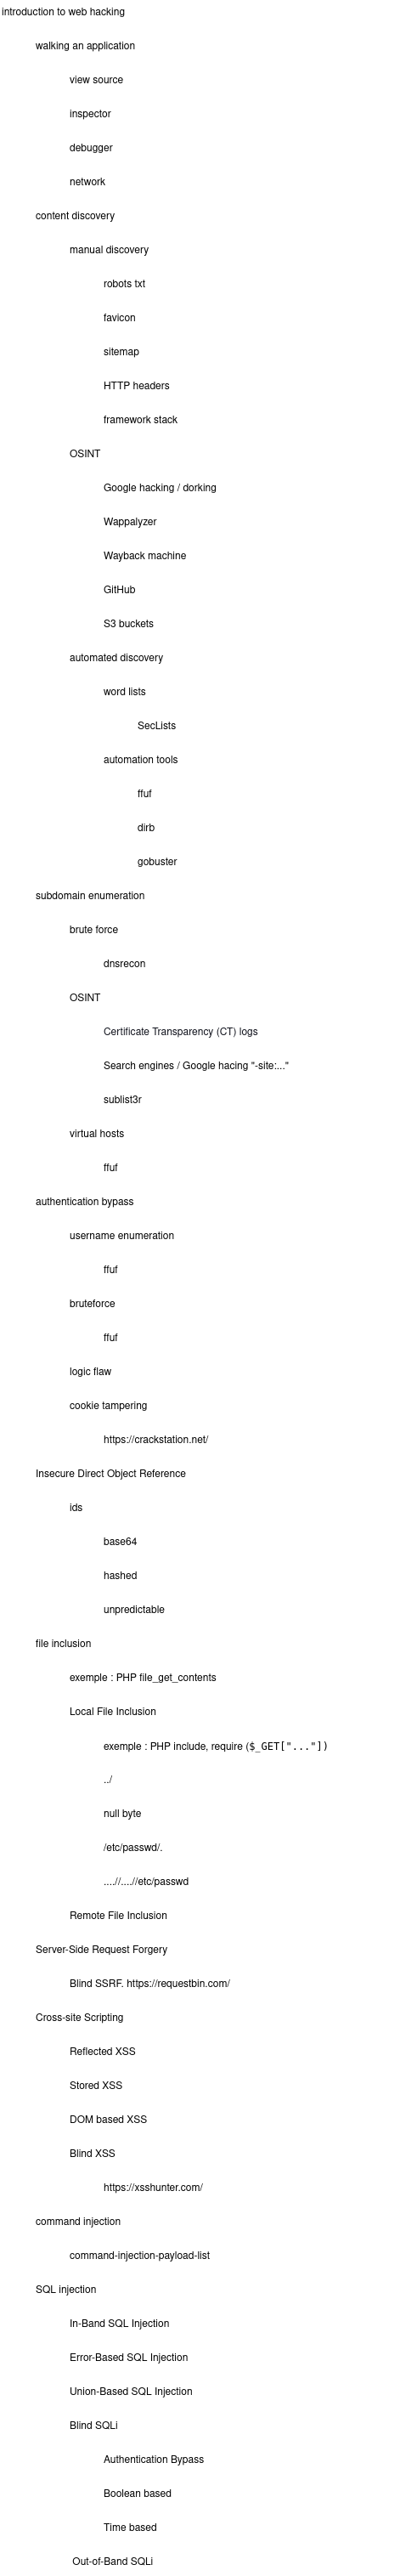 introduction to web hacking
walking an application
view source
inspector
debugger
network
content discovery
manual discovery
robots txt
favicon
sitemap
HTTP headers
framework stack
OSINT
Google hacking / dorking
Wappalyzer
Wayback machine
GitHub
S3 buckets
automated discovery
word lists
SecLists
automation tools
ffuf
dirb
gobuster
subdomain enumeration
brute force
dnsrecon
OSINT
Certificate Transparency (CT) logs
Search engines / Google hacing "-site:..."
sublist3r
virtual hosts
ffuf
authentication bypass
username enumeration
ffuf
bruteforce
ffuf
logic flaw
cookie tampering
https://crackstation.net/
Insecure Direct Object Reference
ids
base64
hashed
unpredictable
file inclusion
exemple : PHP file_get_contents
Local File Inclusion
exemple : PHP include, require ($_GET["..."])
../
null byte
/etc/passwd/.
....//....//etc/passwd
Remote File Inclusion
Server-Side Request Forgery
Blind SSRF. https://requestbin.com/
Cross-site Scripting
Reflected XSS
Stored XSS
DOM based XSS
Blind XSS
https://xsshunter.com/
command injection
command-injection-payload-list
SQL injection
In-Band SQL Injection
Error-Based SQL Injection
Union-Based SQL Injection
Blind SQLi
Authentication Bypass
Boolean based
Time based
Out-of-Band SQLi